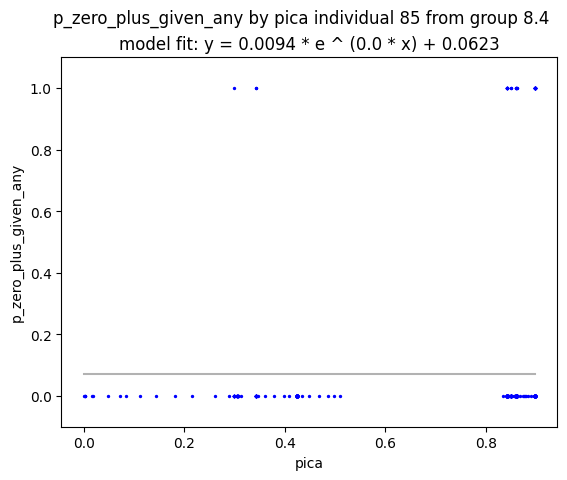 p_zero_plus_given_any by pica individual 85 from group 8.4
model fit: y = 0.0094 * e ^ (0.0 * x) + 0.0623
1.0
0.8
0.6
0.4
0.2
0.0
p_zero_plus_given_any
0.0 0.2 0.4 0.6 0.8
pica